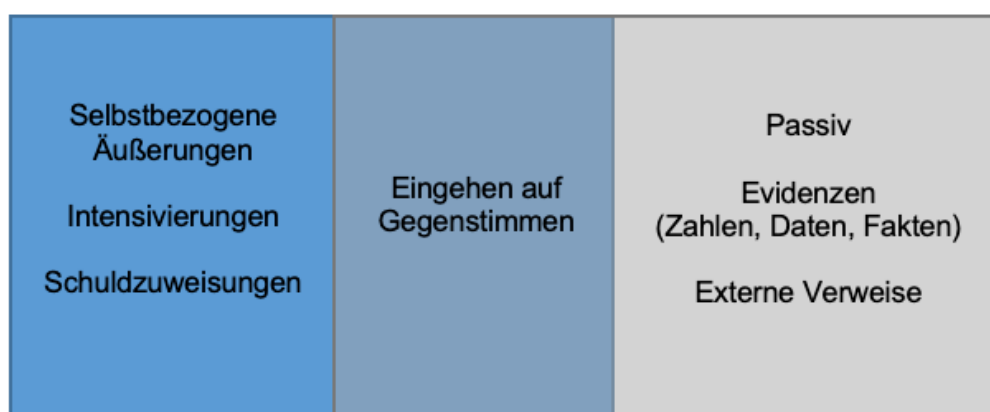 Selbstbezogene
Äußerungen
Intensivierungen
Schuldzuweisungen
Eingehen auf
Gegenstimmen
Passiv
Evidenzen
(Zahlen, Daten, Fakten)
Externe Verweise